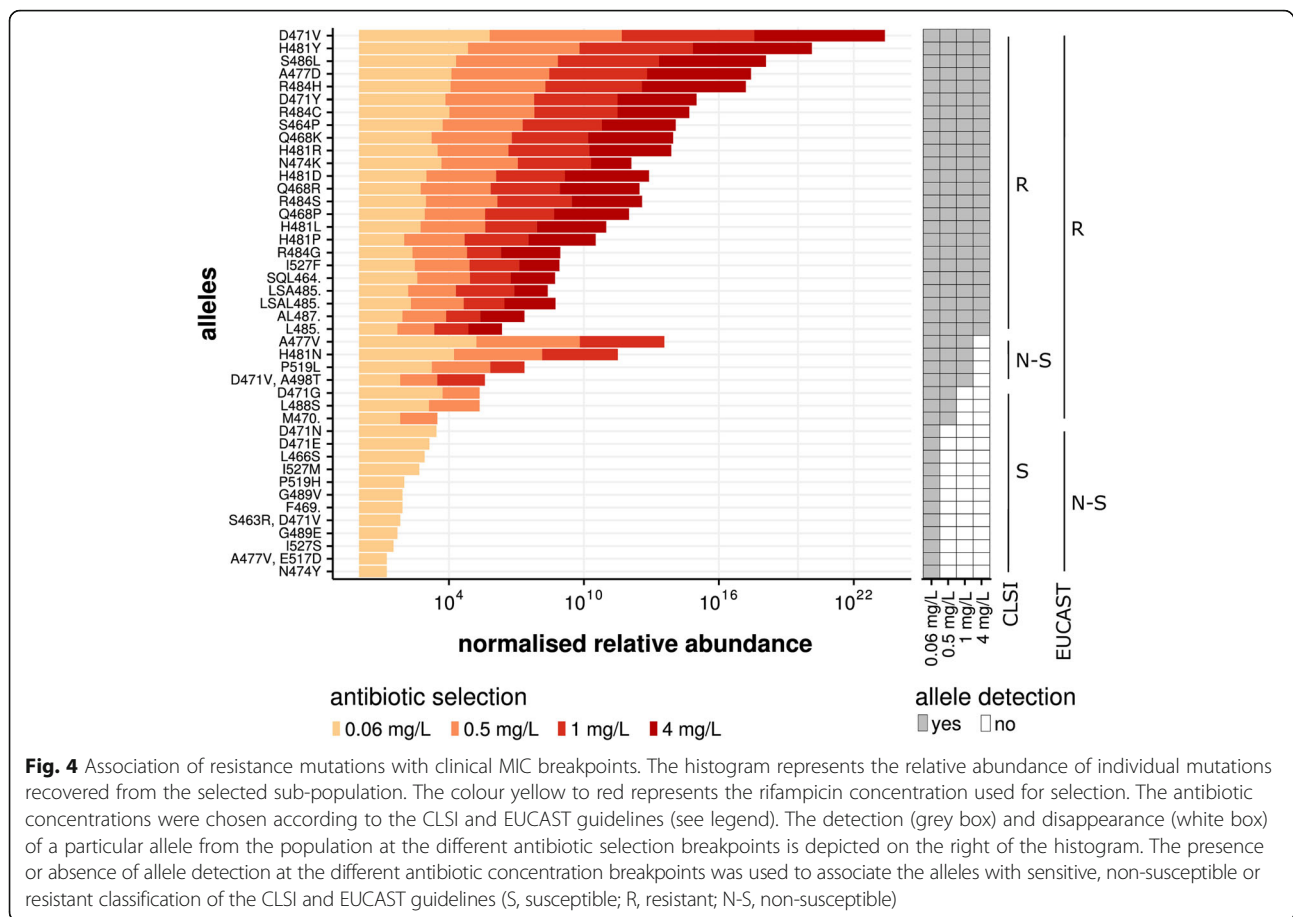 D471V
H481Y
S486L
A477D
R484H
D471Y
R484C
S464P
Q468K
H481R
N474K
H481D
Q468R
R484S
Q468P
H481L
H481P
R484G
I527F
SQL464.
LSA485.
LSAL485.
AL487.
L485.
A477V
H481N
P519L
D471V, A498T
D471G
L488S
M470.
D471N
D471E
L466S
I527M
P519H
G489V
F469.
S463R, D471V
G489E
I527S
A477V, E517D
N474Y
alleles
10^4 10^10 10^16 10^22
normalised relative abundance
R
N-S
S
R
N-S
0.06 mg/L
0.5 mg/L
1 mg/L
4 mg/L
CLSI
EUCAST
antibiotic selection
0.06 mg/L 0.5 mg/L 1 mg/L 4 mg/L
allele detection
yes no
Fig. 4 Association of resistance mutations with clinical MIC breakpoints. The histogram represents the relative abundance of individual mutations
recovered from the selected sub-population. The colour yellow to red represents the rifampicin concentration used for selection. The antibiotic
concentrations were chosen according to the CLSI and EUCAST guidelines (see legend). The detection (grey box) and disappearance (white box)
of a particular allele from the population at the different antibiotic selection breakpoints is depicted on the right of the histogram. The presence
or absence of allele detection at the different antibiotic concentration breakpoints was used to associate the alleles with sensitive, non-susceptible or
resistant classification of the CLSI and EUCAST guidelines (S, susceptible; R, resistant; N-S, non-susceptible)